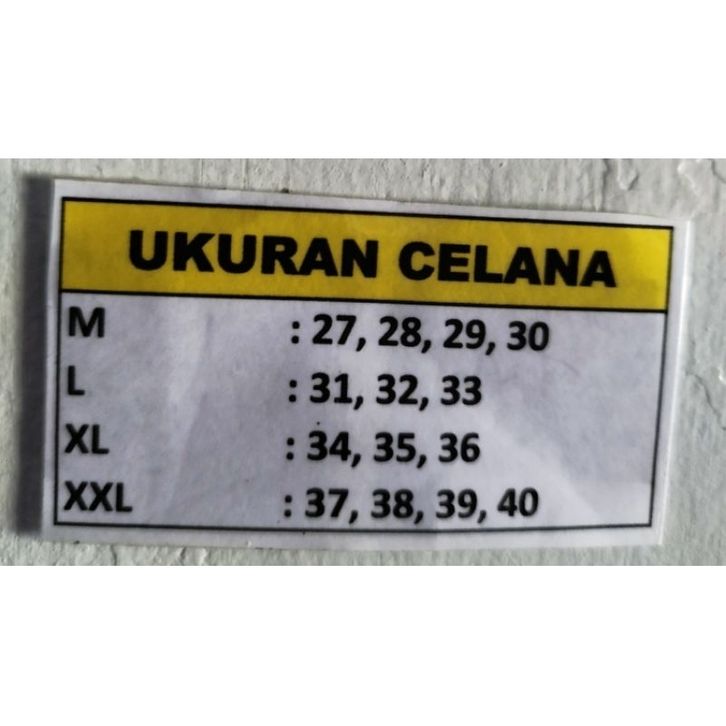 UKURAN CELANA
M : 27, 28, 29, 30
L : 31, 32, 33
XL : 34, 35, 36
XXL : 37, 38, 39, 40